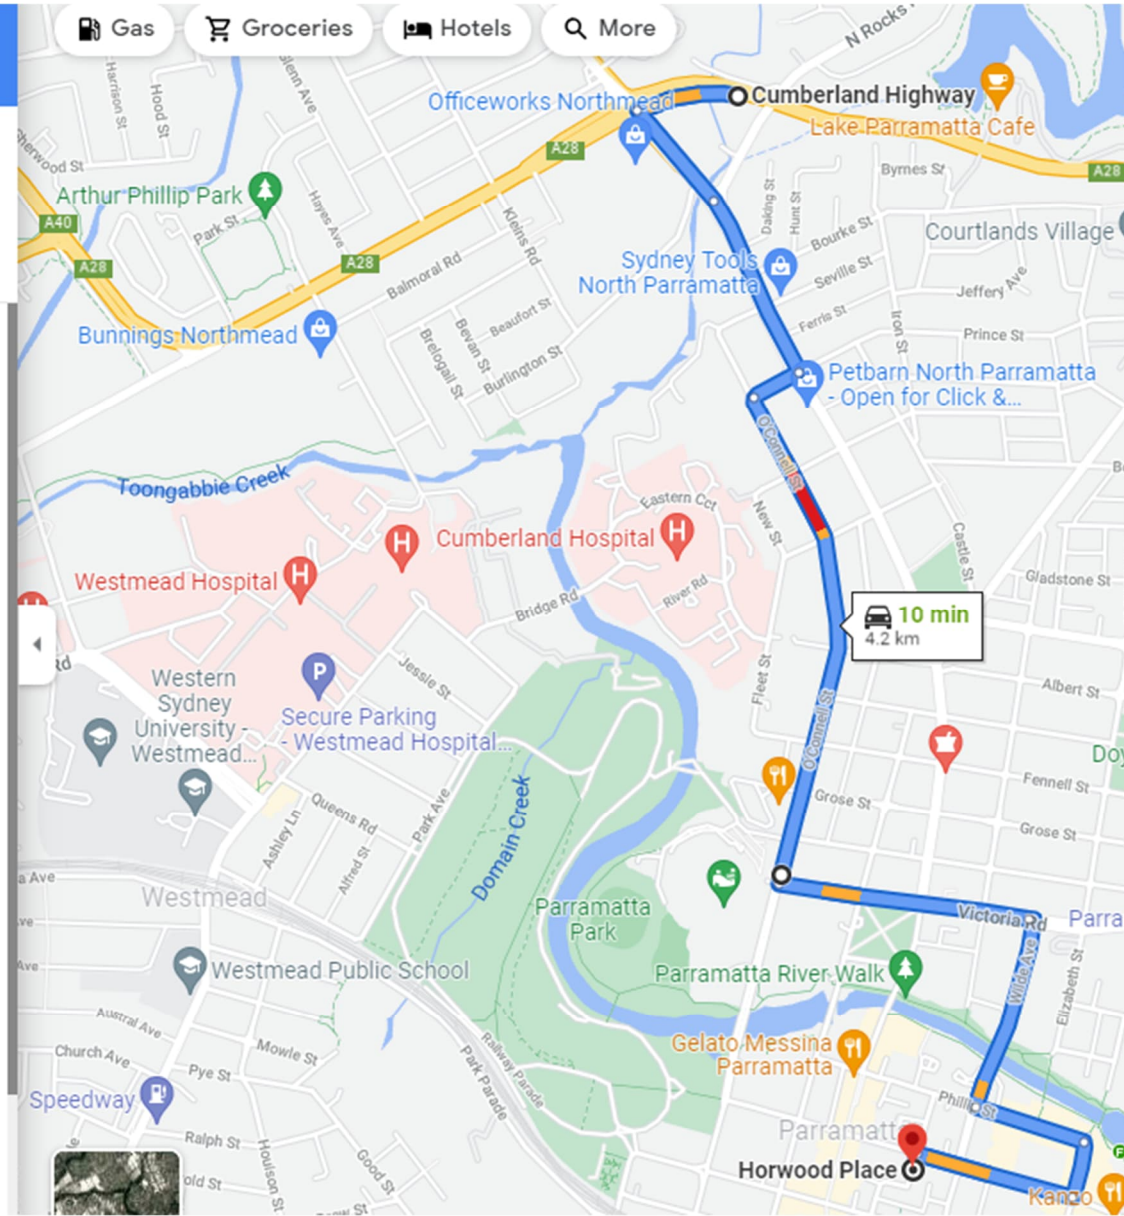 Gas
Groceries
Hotels
More
N Rocks
Harrison St
Hood St
Glenn Ave
Officeworks Northmead
Cumberland Highway
Lake Parramatta Cafe
Sherwood St
A28
Byrnes St
A28
Arthur Phillip Park
Park St
Hayes Ave
Kleins Rd
Daking St
Hunt St
Bourke St
Courtlands Village
A40
A28
A28
Balmoral Rd
Sydney Tools
North Parramatta
Seville St
Jeffery Ave
Bunnings Northmead
Beaufort St
Bevan St
Brelogail St
Burlington St
Ferris St
Iron St
Prince St
Petbarn North Parramatta
- Open for Click &...
O'Connell St
Toongabbie Creek
Eastern Cct
New St
Castle St
Cumberland Hospital
Westmead Hospital
River Rd
Bridge Rd
Gladstone St
10 min
4.2 km
Rd
Western
Sydney
University -
Westmead...
Jessie St
Fleet St
Albert St
P
Secure Parking
- Westmead Hospital...
O'Connell St
Doy
Fennell St
Queens Rd
Park Ave
Domain Creek
Grose St
Grose St
Ashley Ln
Alfred St
a Ave
Westmead
Parramatta
Park
Victoria Rd
Parra
ve
Ave
Westmead Public School
Parramatta River Walk
Wilde Ave
Elizabeth St
Austral Ave
Mowle St
Railway Parade
Park Parade
Gelato Messina
Parramatta
Church Ave
Pye St
Speedway
Phillip St
Parramatta
Ralph St
Houison St
Good St
Horwood Place
old St
Kanzo